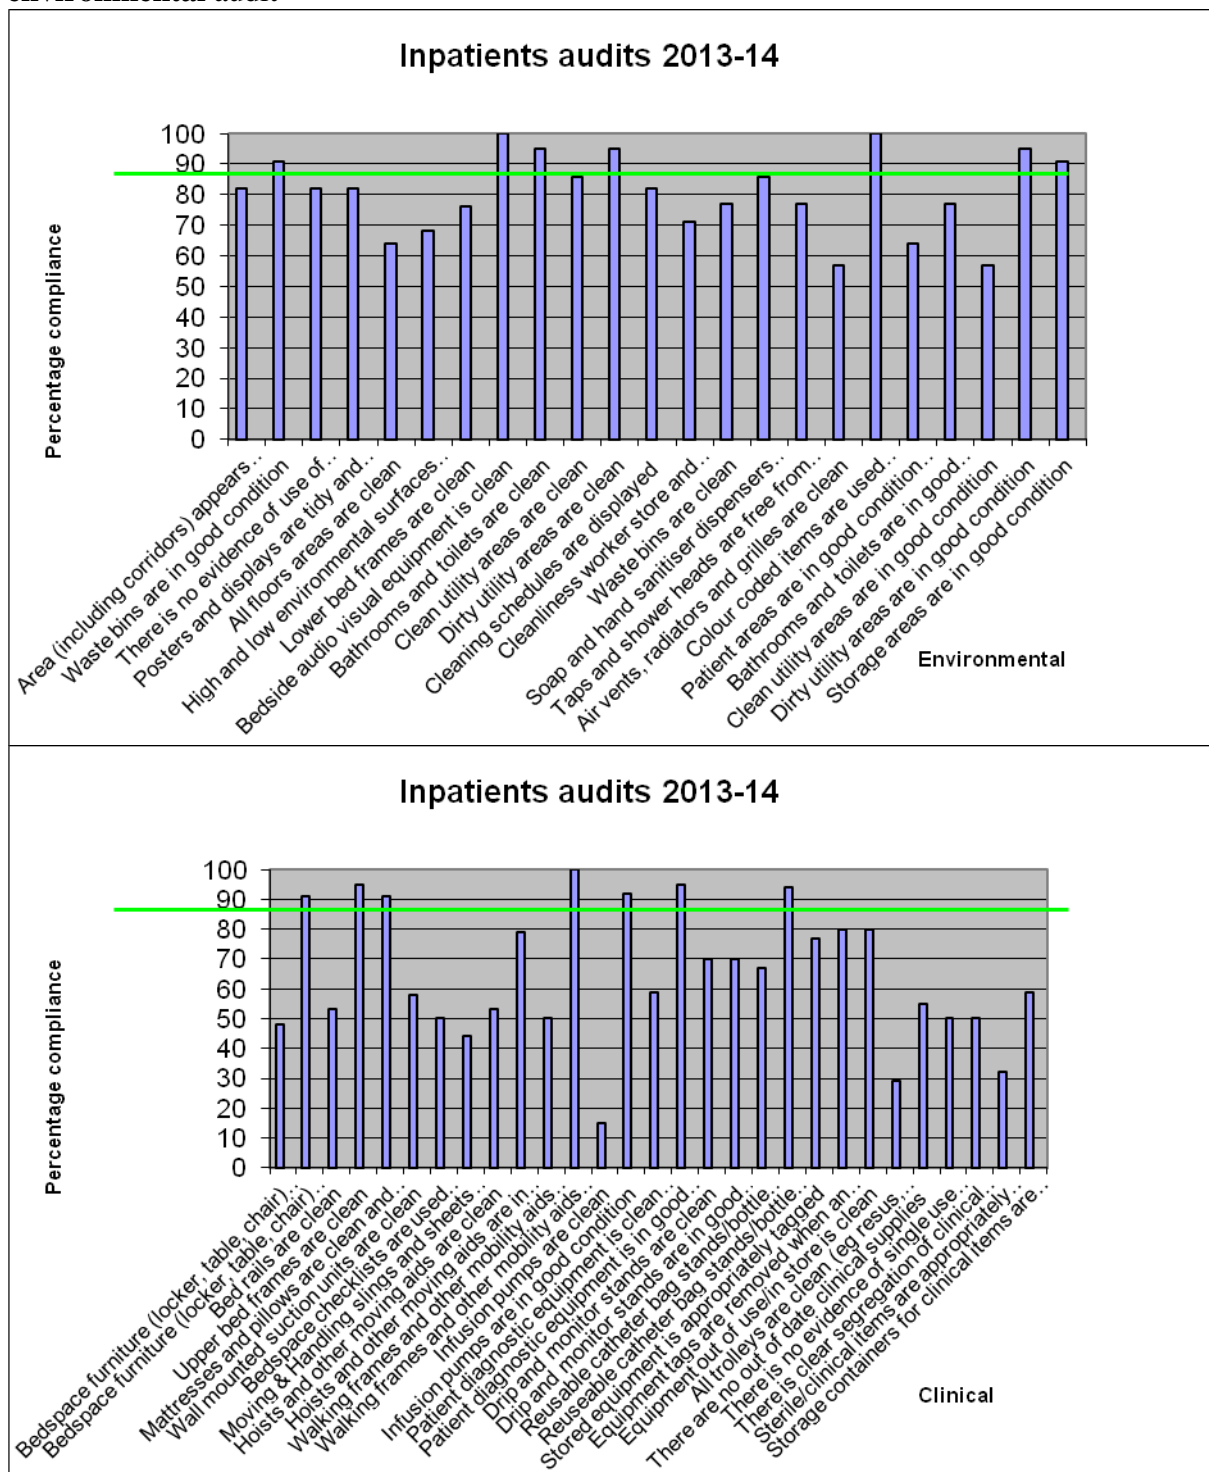 environmental audit
Inpatients audits 2013-14
Percentage compliance
100
90
80
70
60
50
40
30
20
10
0
Area (including corridors) appears...
Waste bins are in good condition
There is no evidence of use of...
Posters and displays are tidy and...
All floors areas are clean
High and low environmental surfaces...
Lower bed frames are clean
Bedside audio visual equipment is clean
Bathrooms and toilets are clean
Clean utility areas are clean
Dirty utility areas are clean
Cleaning schedules are displayed
Cleanliness worker store and...
Waste bins are clean
Soap and hand sanitiser dispensers...
Taps and shower heads are free from...
Air vents, radiators and grilles are clean
Colour coded items are used...
Patient areas are in good condition...
Bathrooms and toilets are in good...
Clean utility areas are in good condition
Dirty utility areas are in good condition
Storage areas are in good condition
Environmental
Inpatients audits 2013-14
Percentage compliance
100
90
80
70
60
50
40
30
20
10
0
Bedspace furniture (locker, table, chair)...
Bedspace furniture (locker, table, chair)...
Bed rails are clean
Upper bed frames are clean
Mattresses and pillows are clean and...
Wall mounted suction units are clean
Bedspace checklists are used...
Moving & Handling slings and sheets...
Hoists and other moving aids are clean
Hoists and other moving aids are in...
Walking frames and other mobility aids...
Walking frames and other mobility aids...
Infusion pumps are clean
Infusion pumps are in good condition
Patient diagnostic equipment is clean...
Patient diagnostic equipment is in good...
Drip and monitor stands are clean
Drip and monitor stands are in good...
Reusable catheter bag stands/bottle...
Reuseable catheter bag stands/bottle...
Stored equipment is appropriately tagged
Equipment tags are removed when an...
Equipment out of use/in store is clean
All trolleys are clean (eg resus,...
There are no out of date clinical supplies
There is no evidence of single use...
There is clear segregation of clinical...
Sterile/clinical items are appropriately...
Storage containers for clinical items are...
Clinical